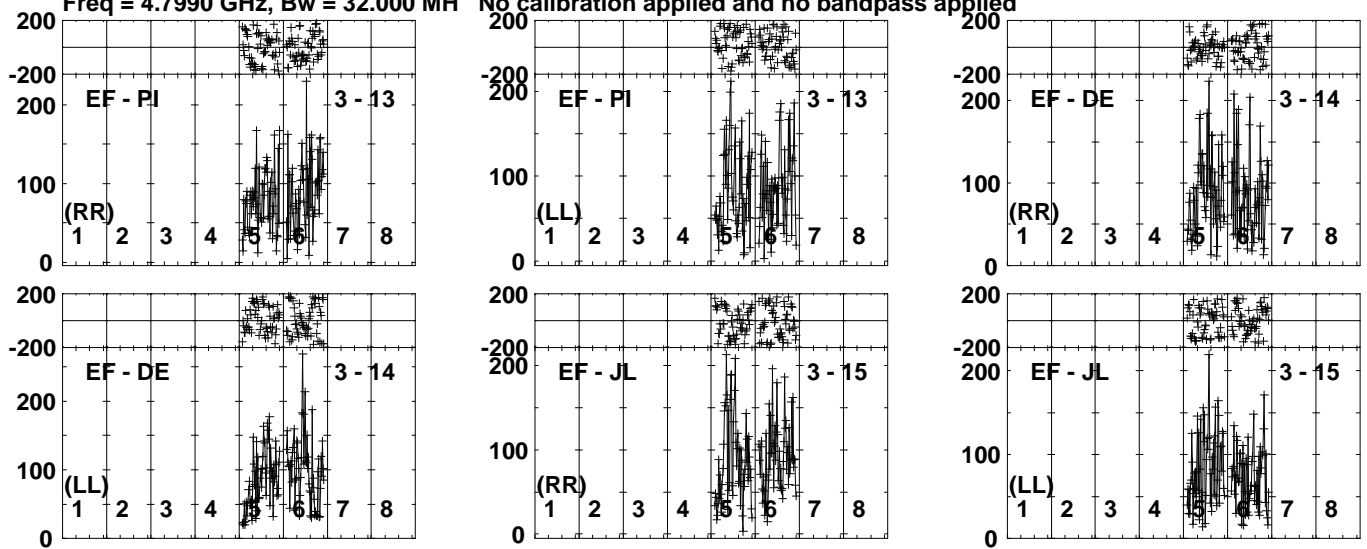 Freq = 4.7990 GHz, Bw = 32.000 MH No calibration applied and no bandpass applied
200
-200
EF - PI 3 - 13
200
100
0
(RR)
1 2 3 4 5 6 7 8
200
-200
EF - PI 3 - 13
200
100
0
(LL)
1 2 3 4 5 6 7 8
200
-200
EF - DE 3 - 14
200
100
0
(RR)
1 2 3 4 5 6 7 8
200
-200
EF - DE 3 - 14
200
100
0
(LL)
1 2 3 4 5 6 7 8
200
-200
EF - JL 3 - 15
200
100
0
(RR)
1 2 3 4 5 6 7 8
200
-200
EF - JL 3 - 15
200
100
0
(LL)
1 2 3 4 5 6 7 8